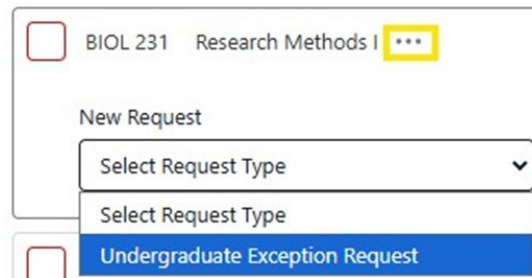 BIOL 231 Research Methods I •••
New Request
Select Request Type
Select Request Type
Undergraduate Exception Request